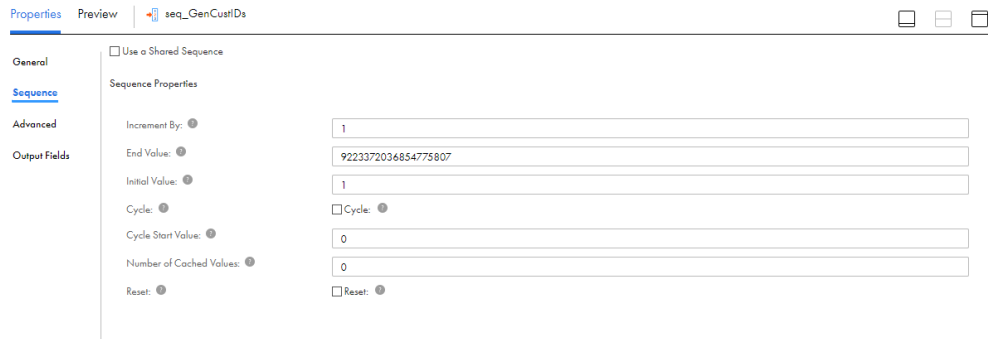 Properties Preview seq_GenCustIDs
General
Sequence
Advanced
Output Fields
Use a Shared Sequence
Sequence Properties
Increment By: ? 1
End Value: ? 9223372036854775807
Initial Value: ? 1
Cycle: ? Cycle: ?
Cycle Start Value: ? 0
Number of Cached Values: ? 0
Reset: ? Reset: ?